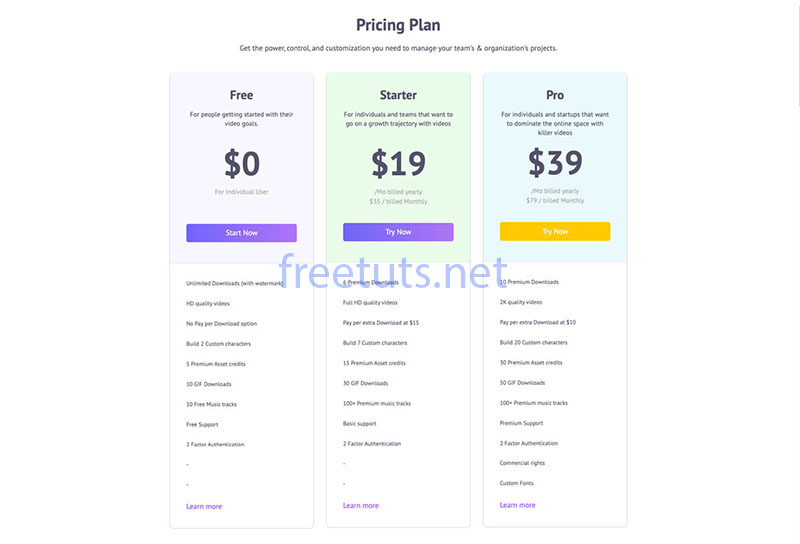 Pricing Plan
Get the power, control, and customization you need to manage your team's & organization's projects.
Free
For people getting started with their
video goals.
$0
For Individual User
Start Now
Unlimited Downloads (with watermark)
HD quality videos
No Pay per Download option
Build 2 Custom characters
5 Premium Asset credits
10 GIF Downloads
10 Free Music tracks
Free Support
2 Factor Authentication
-
-
Learn more
Starter
For individuals and teams that want to
go on a growth trajectory with videos
$19
/Mo billed yearly
$35 / billed Monthly
Try Now
6 Premium Downloads
Full HD quality videos
Pay per extra Download at $15
Build 7 Custom characters
15 Premium Asset credits
30 GIF Downloads
100+ Premium music tracks
Basic support
2 Factor Authentication
-
-
Learn more
Pro
For individuals and startups that want
to dominate the online space with
killer videos
$39
/Mo billed yearly
$79 / billed Monthly
Try Now
10 Premium Downloads
2K quality videos
Pay per extra Download at $10
Build 20 Custom characters
30 Premium Asset credits
50 GIF Downloads
100+ Premium music tracks
Premium Support
2 Factor Authentication
Commercial rights
Custom Fonts
Learn more
freetuts.net